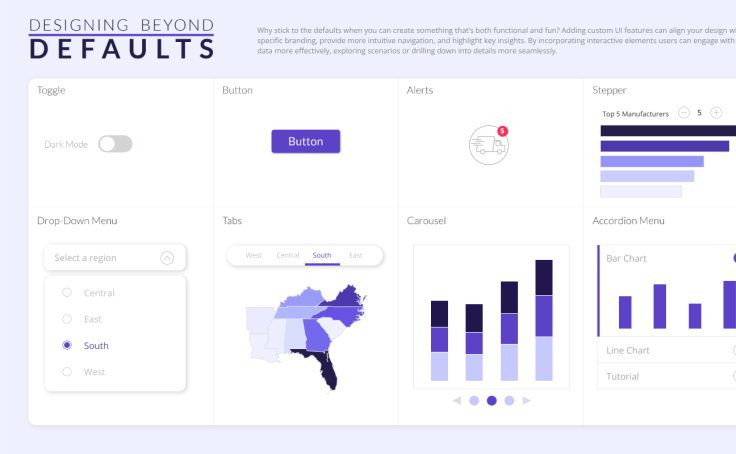 DESIGNING BEYOND
DEFAULTS
Why stick to the defaults when you can create something that's both functional and fun? Adding custom UI features can align your design
specific branding, provide more intuitive navigation, and highlight key insights. By incorporating interactive elements users can engage with
data more effectively, exploring scenarios or drilling down into details more seamlessly.
Toggle
Dark Mode
Button
Button
Alerts
5
Stepper
Top 5 Manufacturers
5
Drop-Down Menu
Select a region
Central
East
South
West
Tabs
West Central South East
Carousel
Accordion Menu
Bar Chart
Line Chart
Tutorial